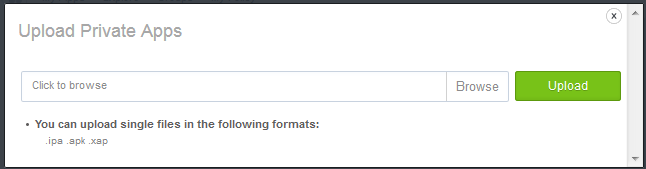 x
Upload Private Apps
Click to browse Browse Upload
• You can upload single files in the following formats:
.ipa .apk .xap